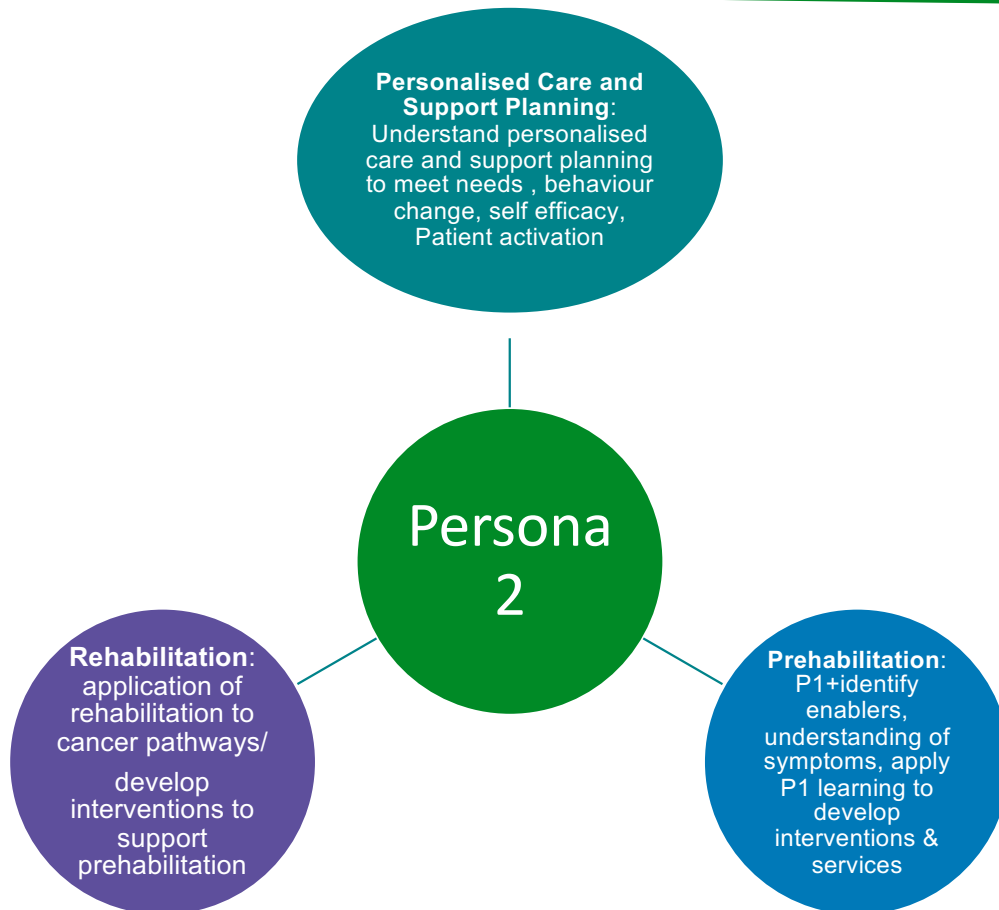 Personalised Care and
Support Planning:
Understand personalised
care and support planning
to meet needs , behaviour
change, self efficacy,
Patient activation
Persona
2
Rehabilitation:
application of
rehabilitation to
cancer pathways/
develop
interventions to
support
prehabilitation
Prehabilitation:
P1+identify
enablers,
understanding of
symptoms, apply
P1 learning to
develop
interventions &
services